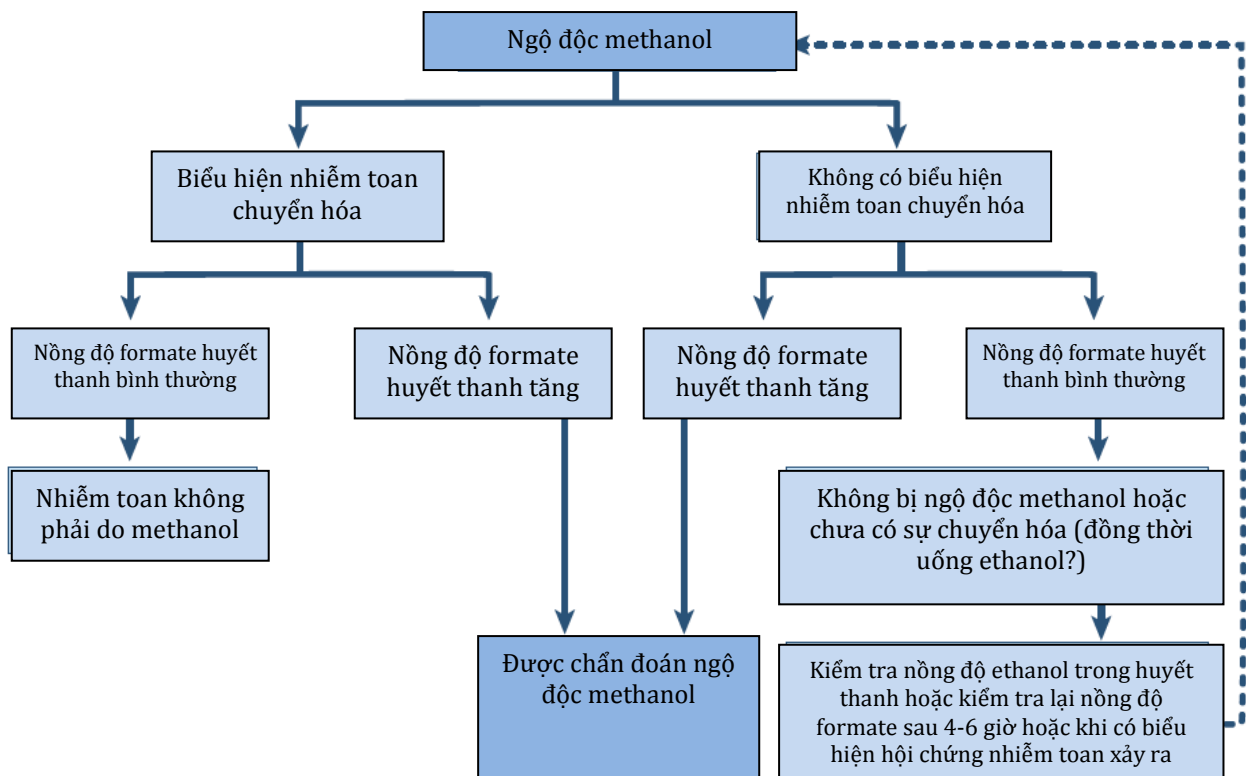 Ngộ độc methanol
Biểu hiện nhiễm toan
chuyển hóa
Không có biểu hiện
nhiễm toan chuyển hóa
Nồng độ formate huyết
thanh bình thường
Nồng độ formate
huyết thanh tăng
Nồng độ formate
huyết thanh tăng
Nồng độ formate huyết
thanh bình thường
Nhiễm toan không
phải do methanol
Không bị ngộ độc methanol hoặc
chưa có sự chuyển hóa (đồng thời
uống ethanol?)
Được chẩn đoán ngộ
độc methanol
Kiểm tra nồng độ ethanol trong huyết
thanh hoặc kiểm tra lại nồng độ
formate sau 4-6 giờ hoặc khi có biểu
hiện hội chứng nhiễm toan xảy ra